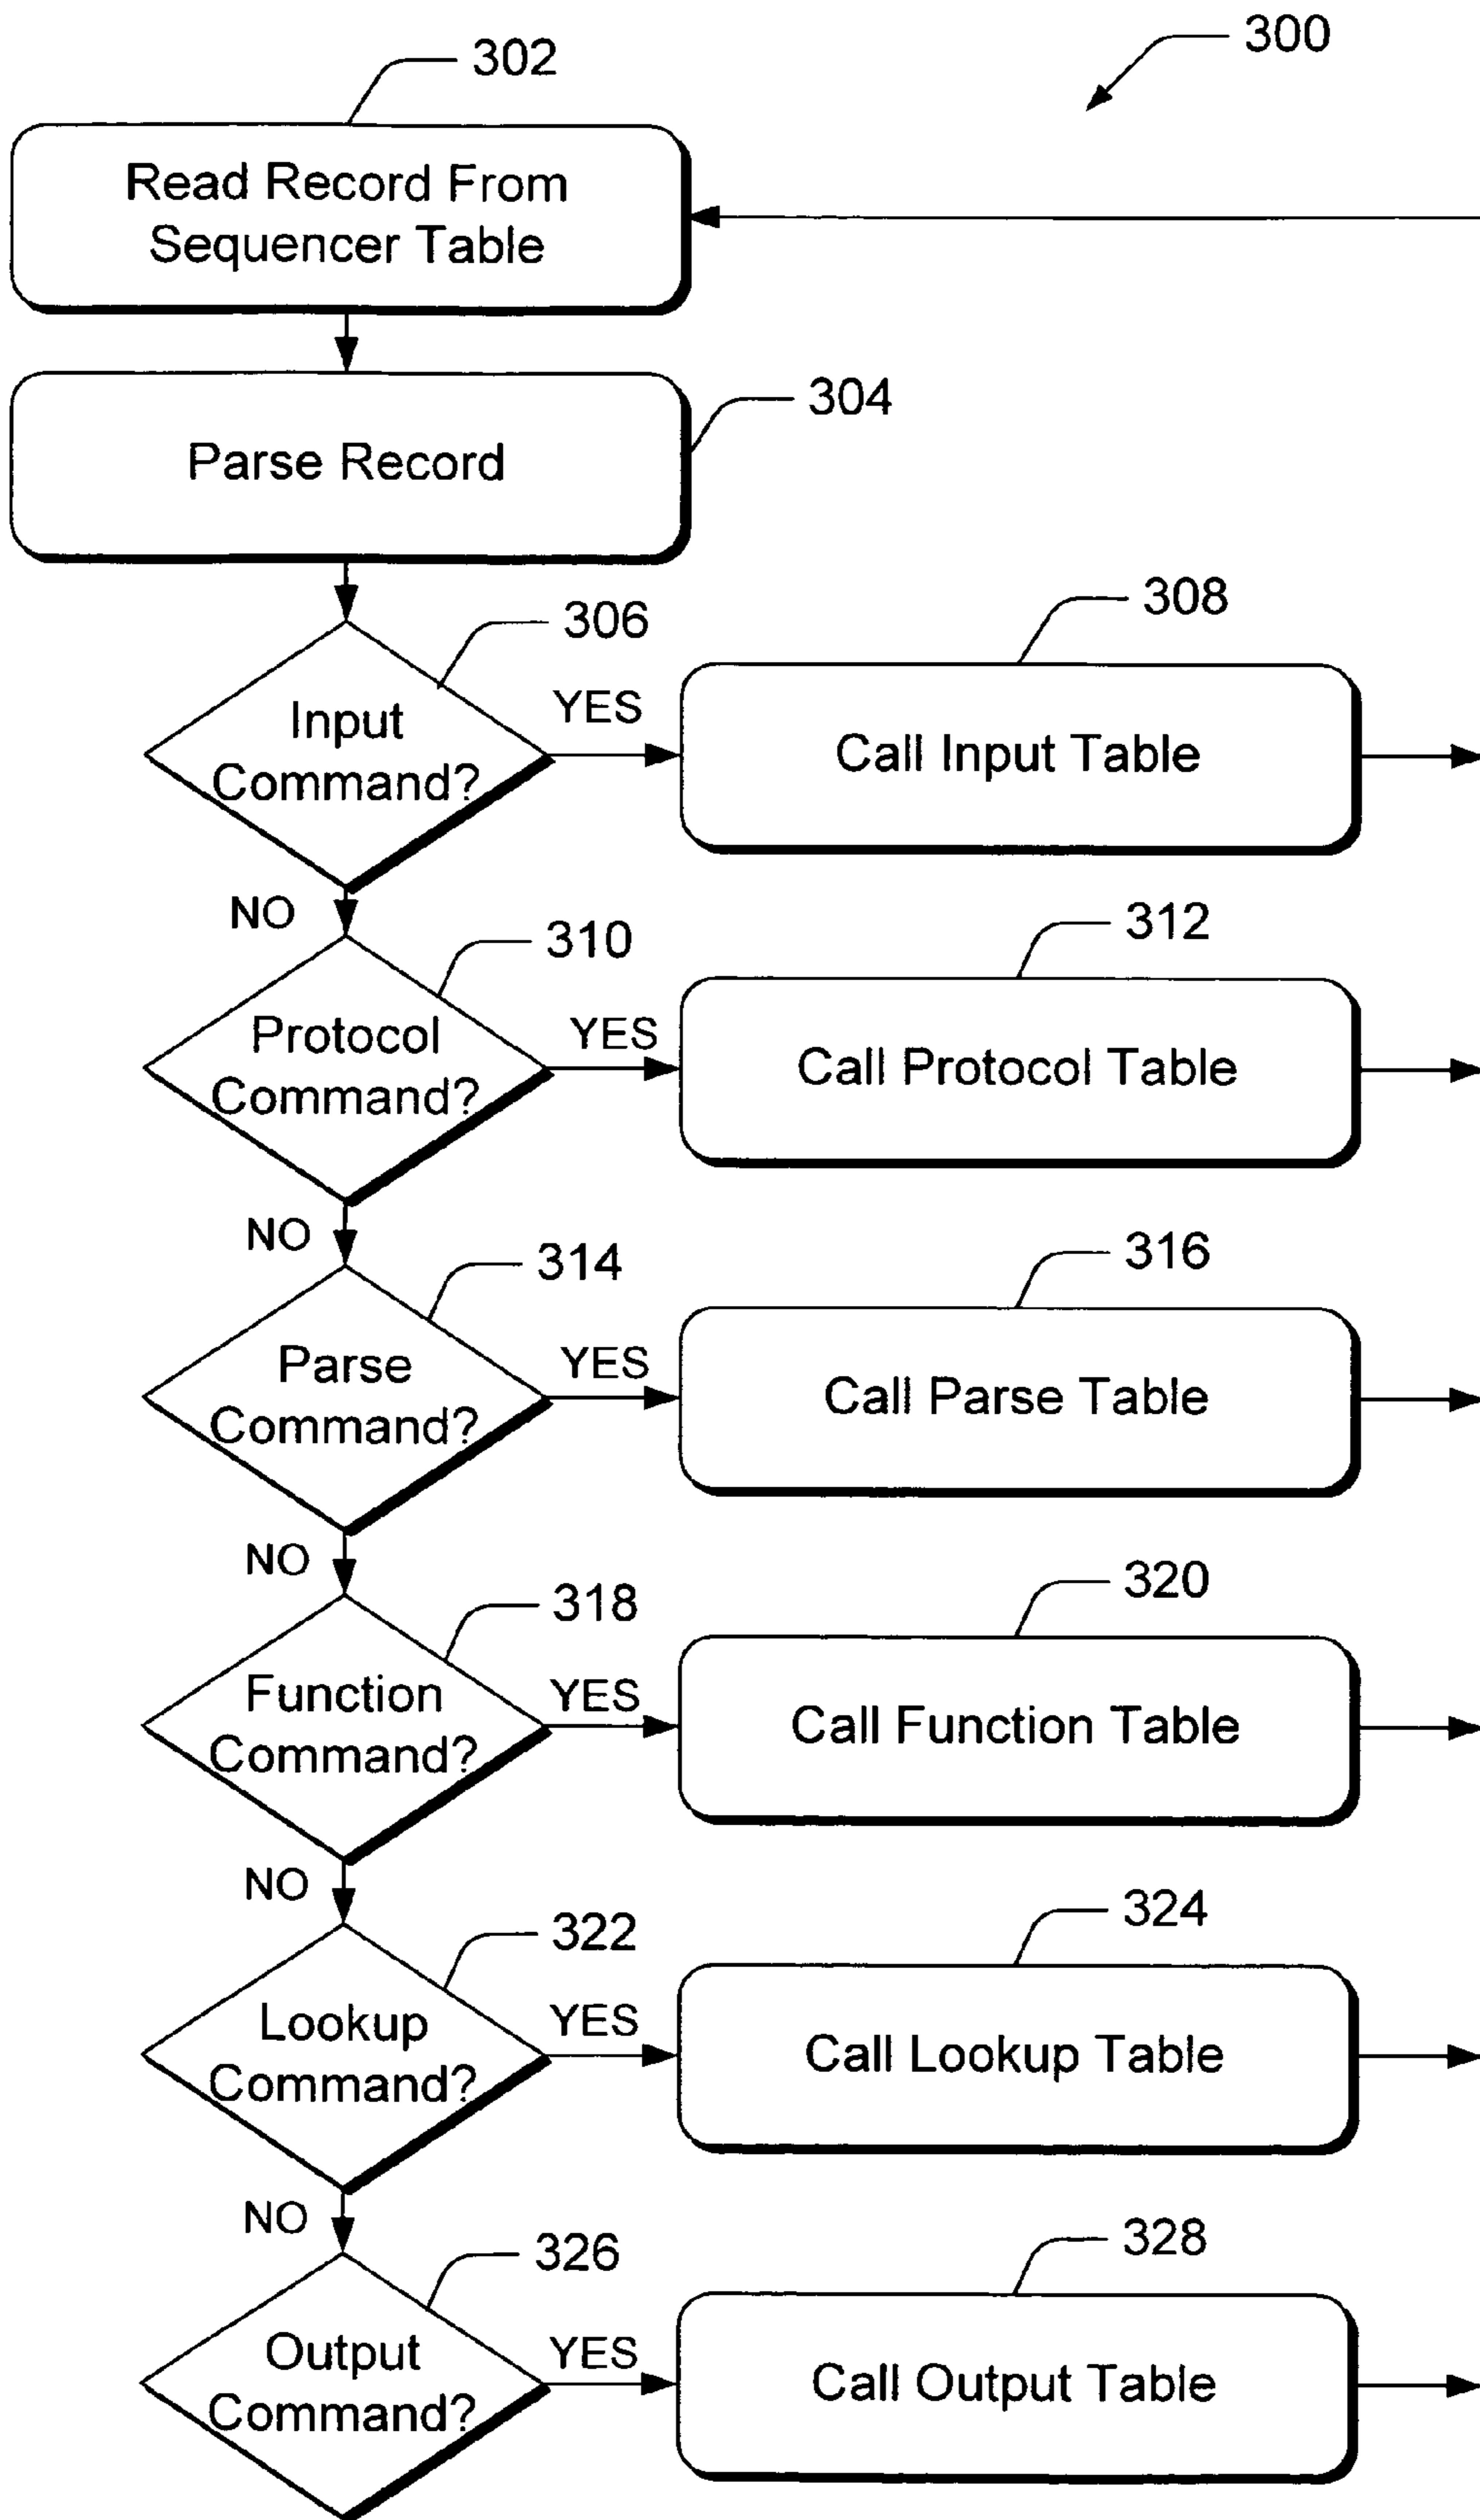 300
302
Read Record From
Sequencer Table
304
Parse Record
306
Input
Command?
YES
308
Call Input Table
NO
310
Protocol
Command?
YES
312
Call Protocol Table
NO
314
Parse
Command?
YES
316
Call Parse Table
NO
318
Function
Command?
YES
320
Call Function Table
NO
322
Lookup
Command?
YES
324
Call Lookup Table
NO
326
Output
Command?
YES
328
Call Output Table